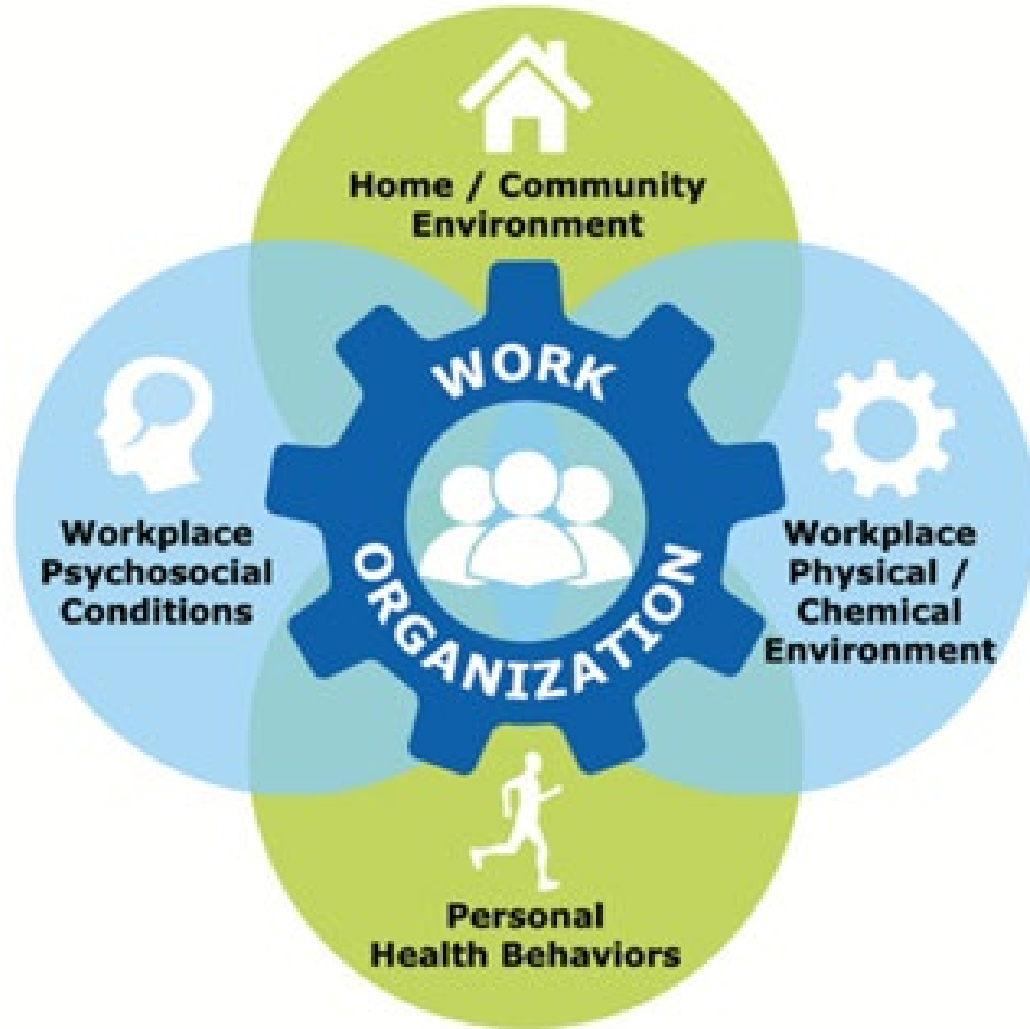 Home / Community
Environment
WORK
ORGANIZATION
Workplace
Psychosocial
Conditions
Workplace
Physical /
Chemical
Environment
Personal
Health Behaviors